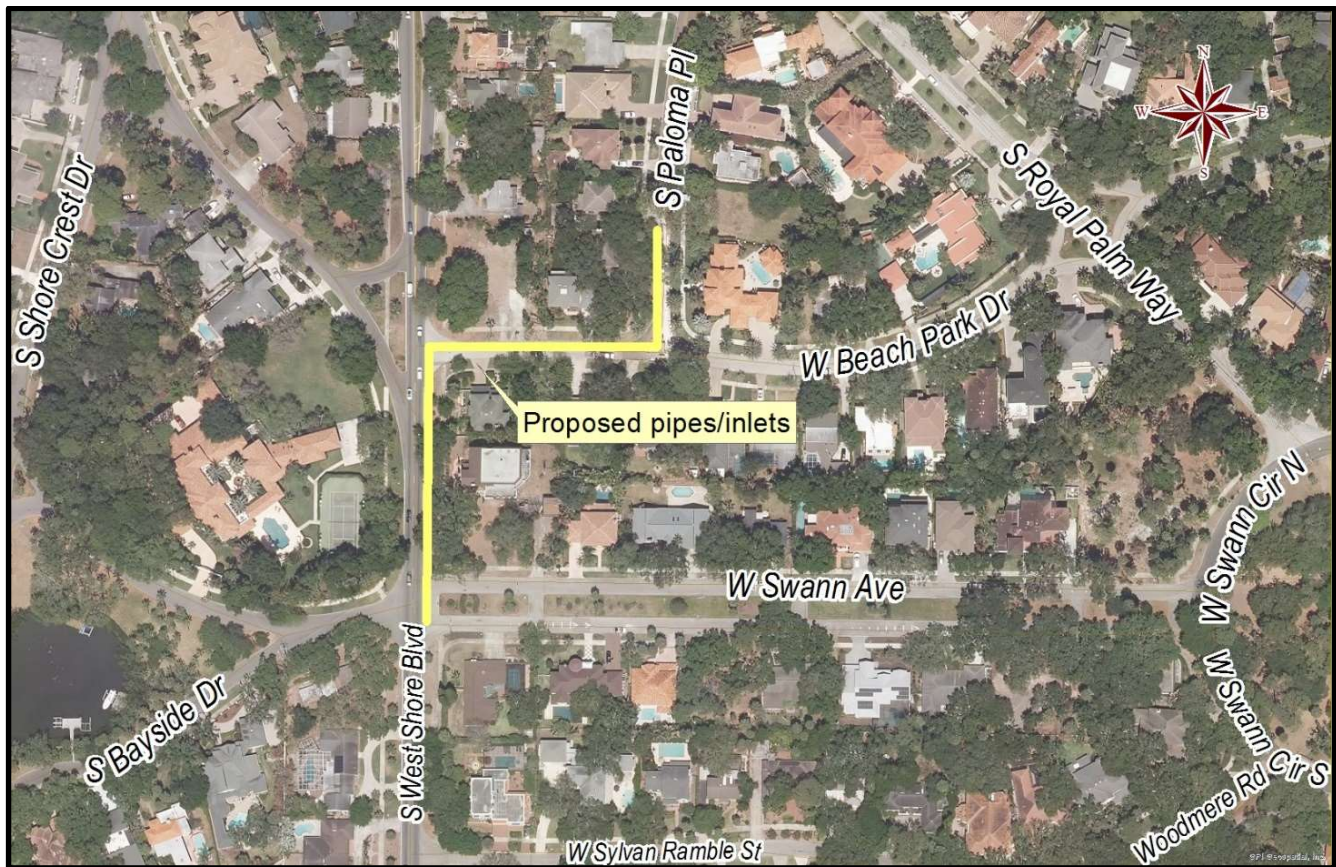 S Paloma Pl
N
W
E
S
S Royal Palm Way
S Shore Crest Dr
W Beach Park Dr
Proposed pipes/inlets
W Swann Cir N
W Swann Ave
S West Shore Blvd
S Bayside Dr
W Swann Cir S
Woodmere Rd
W Sylvan Ramble St